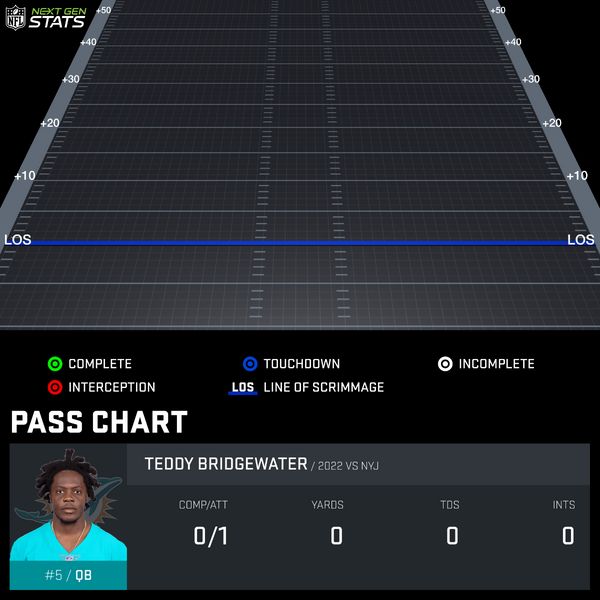 NFL NEXT GEN STATS
+50 +50
+40 +40
+30 +30
+20 +20
+10 +10
LOS LOS
COMPLETE TOUCHDOWN INCOMPLETE
INTERCEPTION LOS LINE OF SCRIMMAGE
PASS CHART
TEDDY BRIDGEWATER / 2022 VS NYJ
COMP/ATT YARDS TDS INTS
0/1 0 0 0
#5 / QB